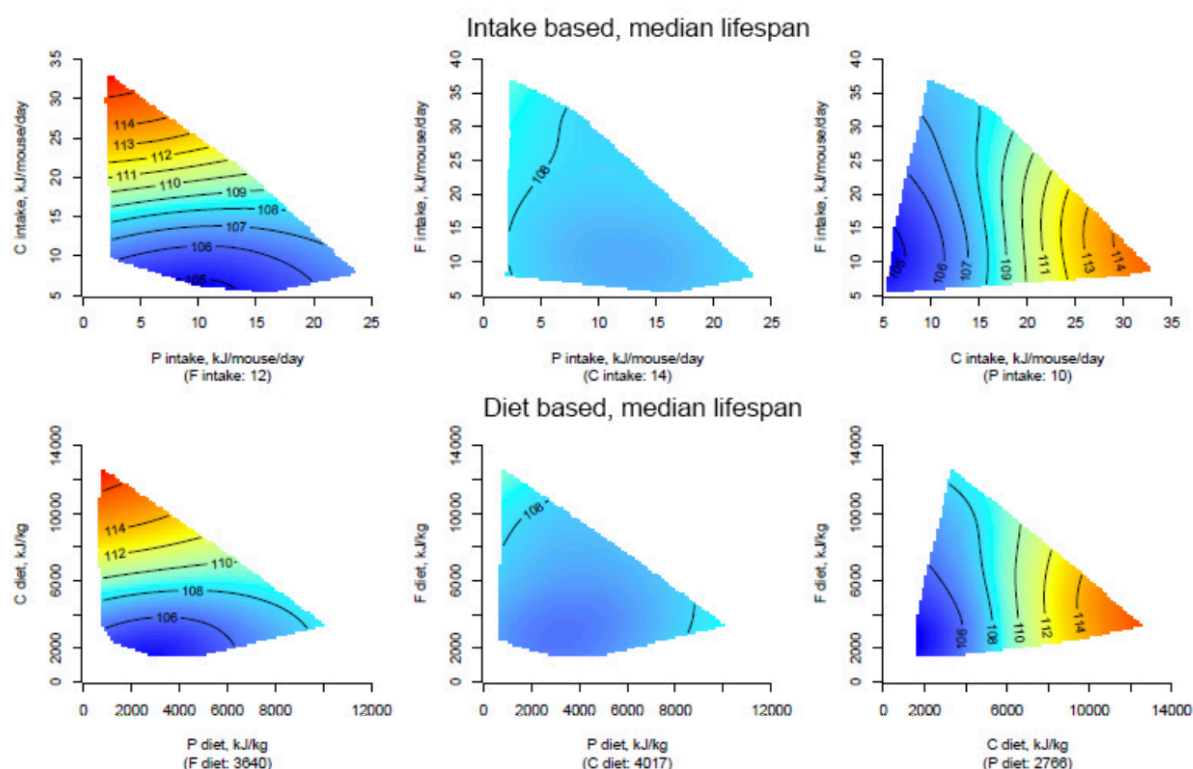 Intake based, median lifespan
C intake, kJ/mouse/day
35
30
25
20
15
10
5
114
113
112
111
110
109
108
107
106
105
0 5 10 15 20 25
P intake, kJ/mouse/day
(F intake: 12)
F intake, kJ/mouse/day
40
35
30
25
20
15
10
5
108
0 5 10 15 20 25
P intake, kJ/mouse/day
(C intake: 14)
F intake, kJ/mouse/day
40
35
30
25
20
15
10
5
105 106 107 109 111 113 114
5 10 15 20 25 30 35
C intake, kJ/mouse/day
(P intake: 10)
Diet based, median lifespan
C diet, kJ/kg
14000
10000
6000
2000
0
114
112
110
108
106
0 2000 4000 6000 8000 12000
P diet, kJ/kg
(F diet: 3640)
F diet, kJ/kg
14000
10000
6000
2000
0
108
0 2000 4000 6000 8000 12000
P diet, kJ/kg
(C diet: 4017)
F diet, kJ/kg
14000
10000
6000
2000
0
106 108 110 112 114
0 2000 6000 10000 14000
C diet, kJ/kg
(P diet: 2766)